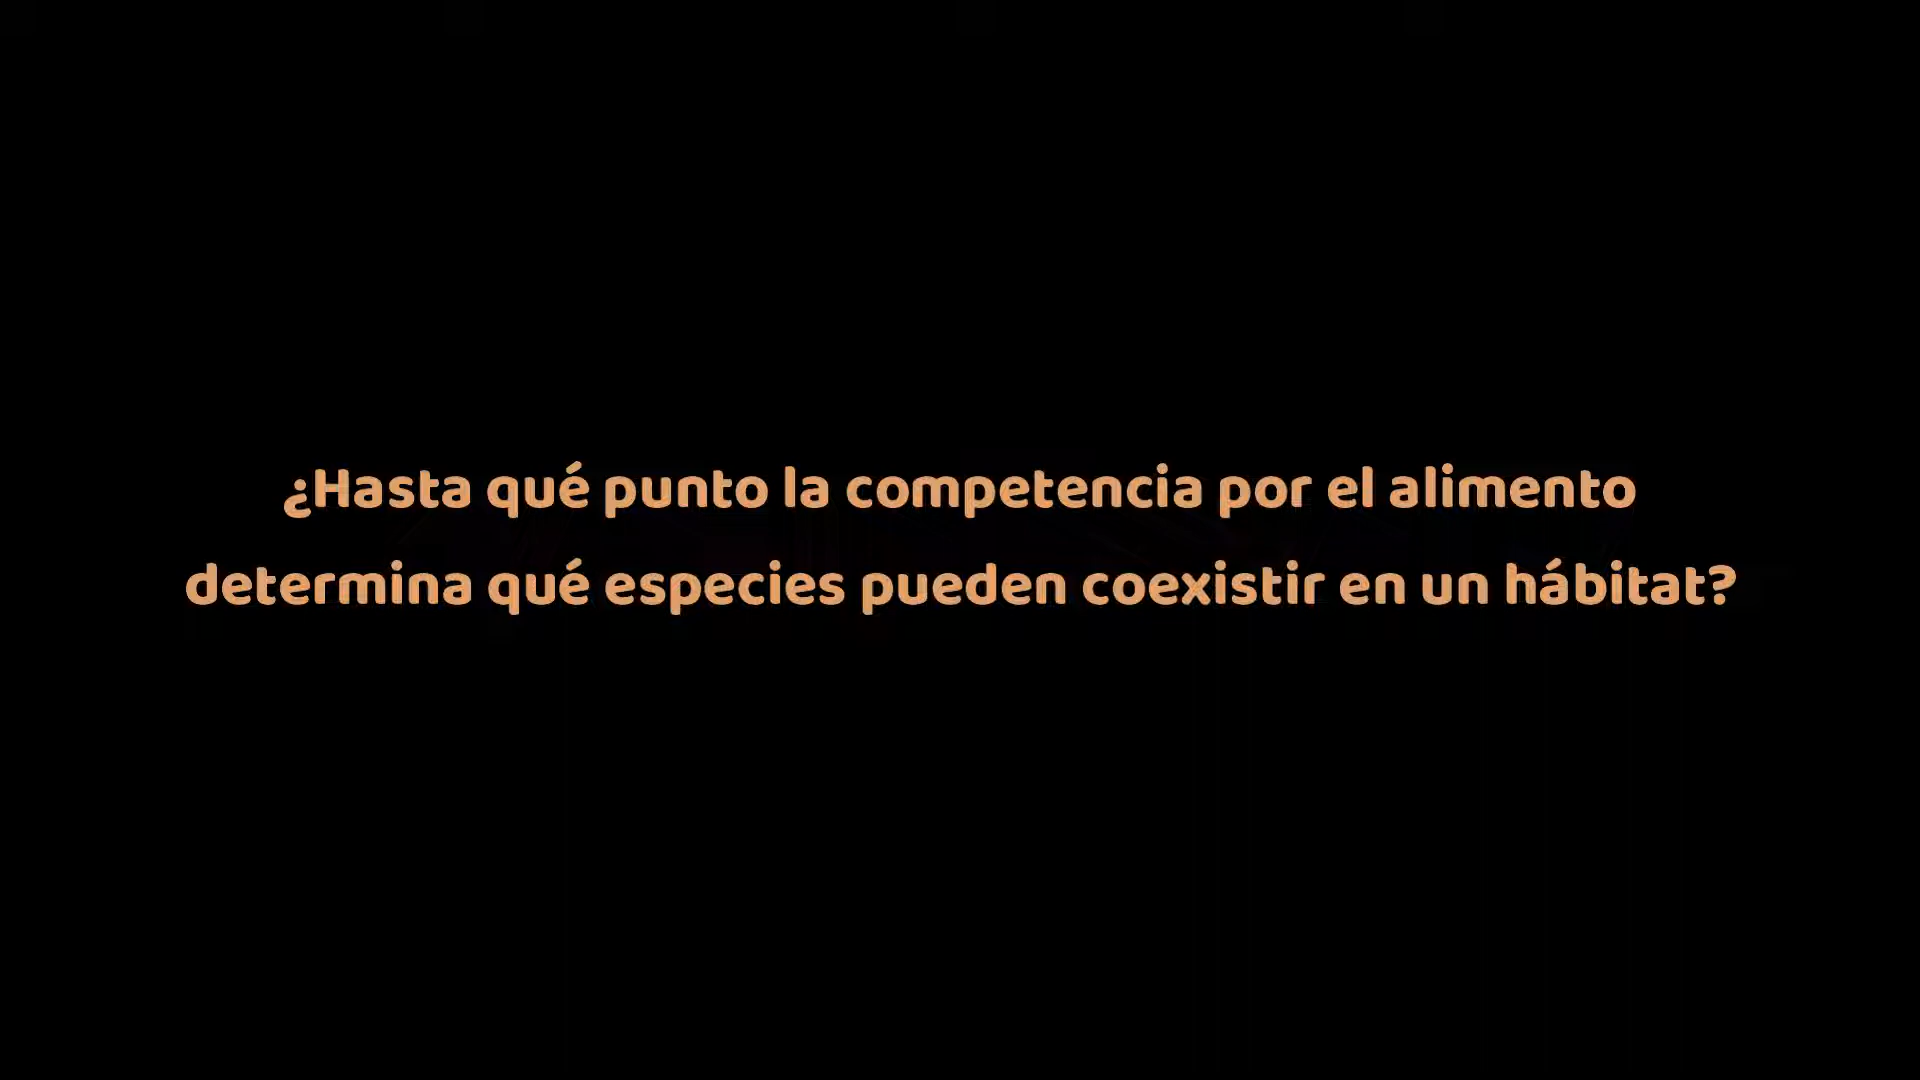 ¿Hasta qué punto la competencia por el alimento
determina qué especies pueden coexistir en un hábitat?